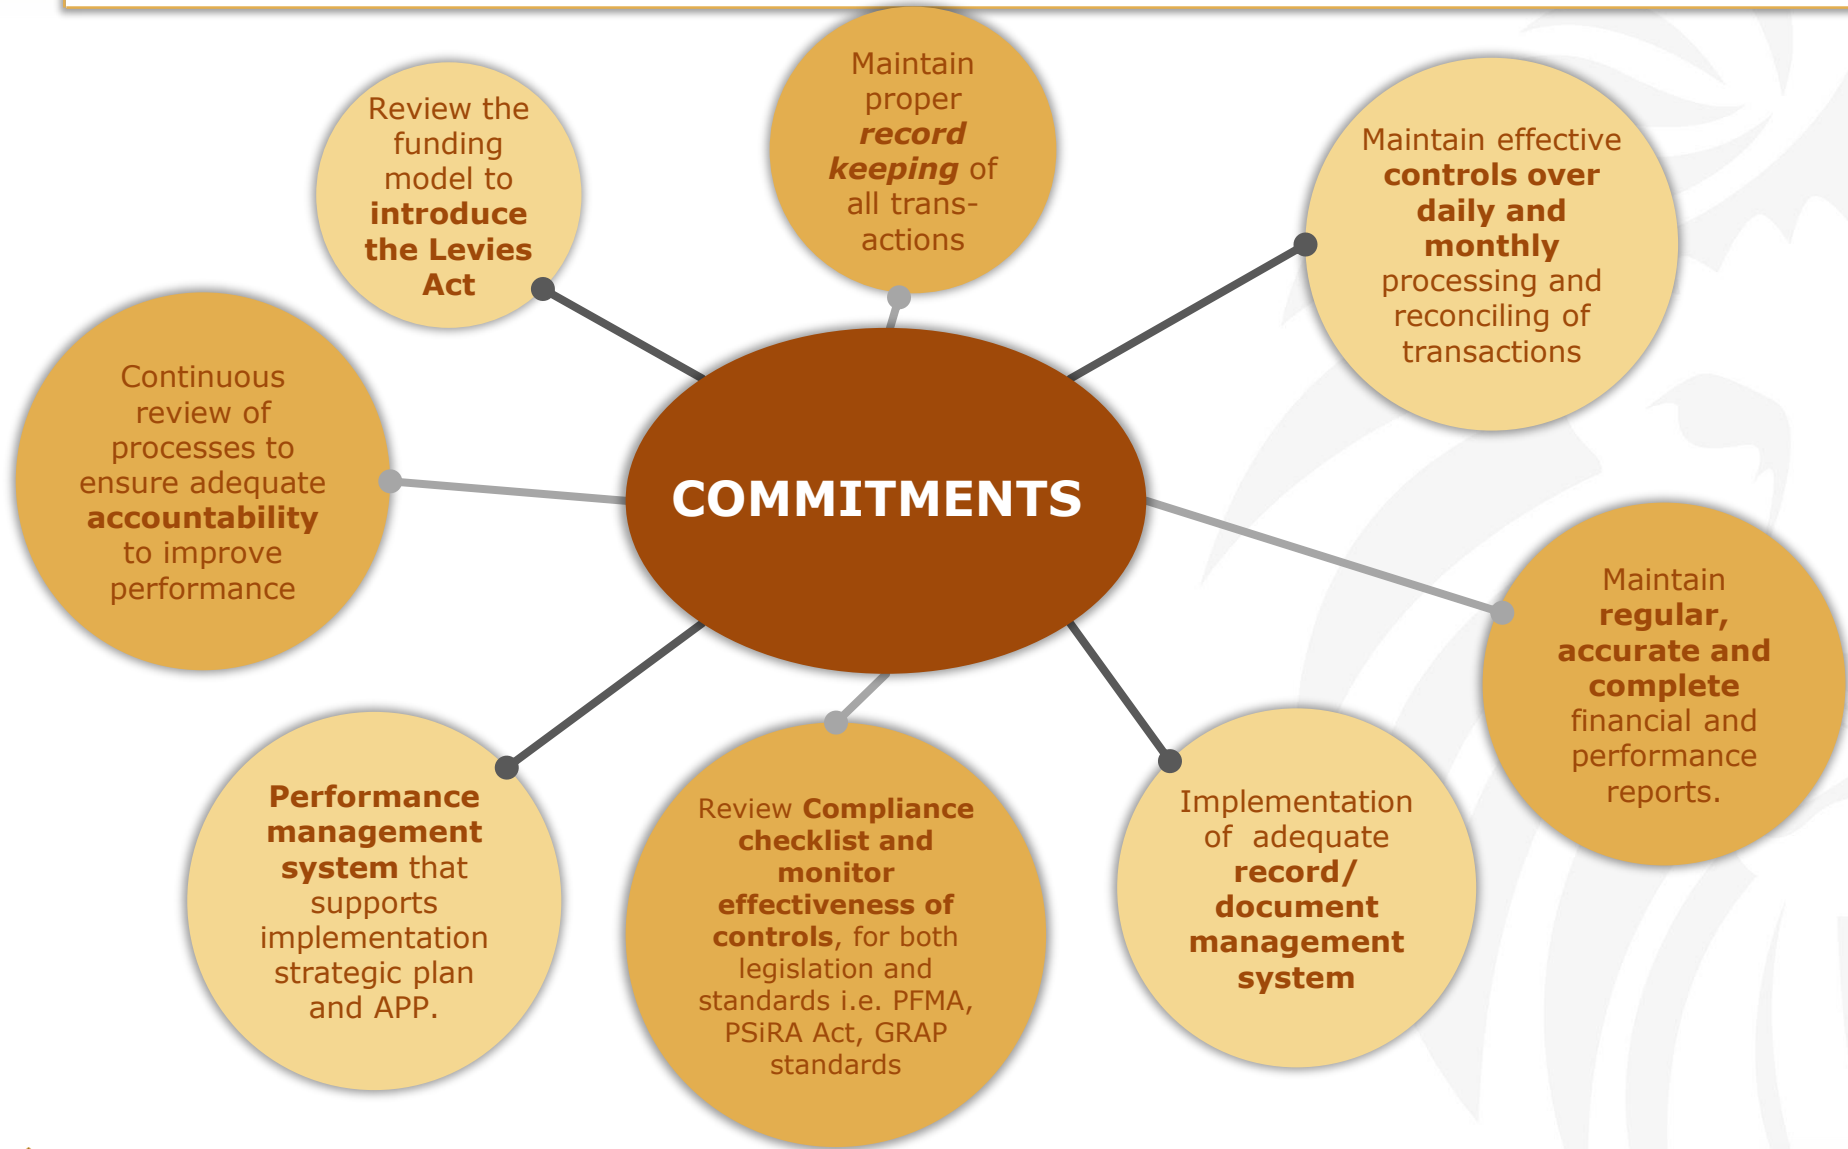 Maintain
proper
record
keeping of
all trans-
actions
Review the
funding
model to
introduce
the Levies
Act
Maintain effective
controls over
daily and
monthly
processing and
reconciling of
transactions
Continuous
review of
processes to
ensure adequate
accountability
to improve
performance
COMMITMENTS
Maintain
regular,
accurate and
complete
financial and
performance
reports.
Performance
management
system that
supports
implementation
strategic plan
and APP.
Review Compliance
checklist and
monitor
effectiveness of
controls, for both
legislation and
standards i.e. PFMA,
PSiRA Act, GRAP
standards
Implementation
of adequate
record/
document
management
system